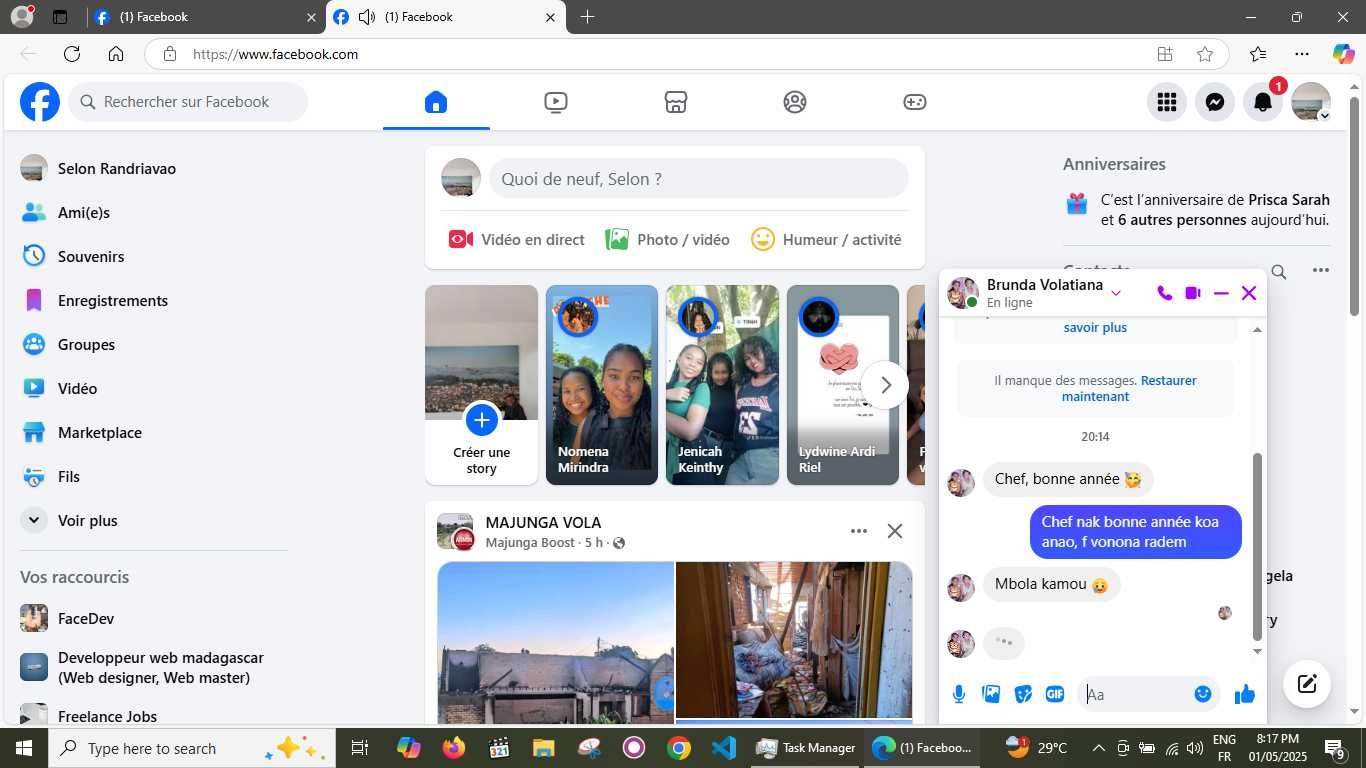 (1) Facebook
(1) Facebook
https://www.facebook.com
Rechercher sur Facebook
1
Selon Randriavao
Ami(e)s
Souvenirs
Enregistrements
Groupes
Vidéo
Marketplace
Fils
Voir plus
Vos raccourcis
FaceDev
Developpeur web madagascar
(Web designer, Web master)
Freelance Jobs
Quoi de neuf, Selon ?
Vidéo en direct
Photo / vidéo
Humeur / activité
Créer une
story
Nomena
Mirindra
Jenicah
Keinthy
Lydwine Ardi
Riel
MAJUNGA VOLA
Majunga Boost · 5 h ·
Anniversaires
C'est l'anniversaire de Prisca Sarah
et 6 autres personnes aujourd'hui.
Contacts
Brunda Volatiana
En ligne
savoir plus
Il manque des messages. Restaurer
maintenant
20:14
Chef, bonne année 🥰
Chef nak bonne année koa
anao, f vonona radem
Mbola kamou 😥
GIF
Aa
Type here to search
Task Manager
(1) Faceboo...
29°C
ENG
FR
8:17 PM
01/05/2025
9